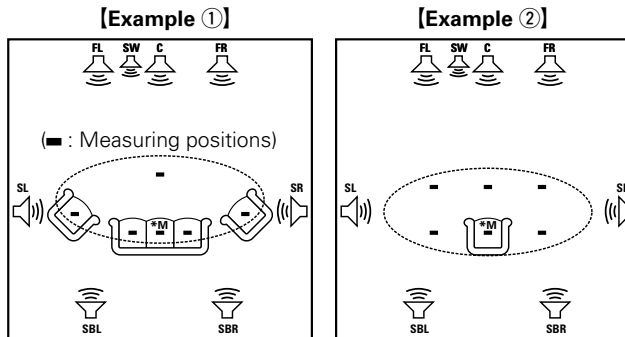 【Example ①】 【Example ②】
FL SW C FR FL SW C FR
(▬ : Measuring positions)
SL SR SL
*M *M
SBL SBR SBL SBR